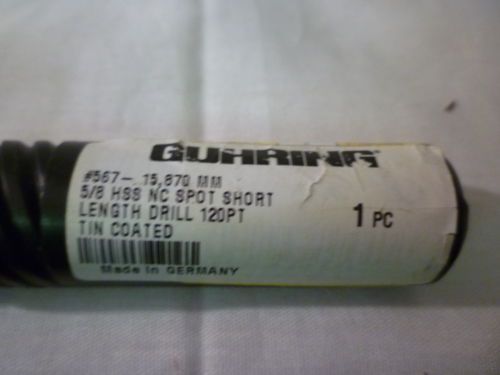 GUHRING
#567- 15,870 MM
5/8 HSS NC SPOT SHORT
LENGTH DRILL 120PT
TIN COATED
1 PC
Made in GERMANY